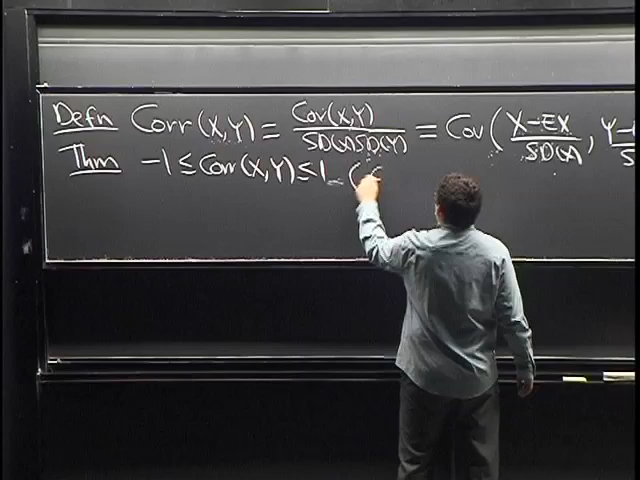 Defn Corr(X,Y) = Cov(X,Y) / SD(X)SD(Y) = Cov( X-EX / SD(X) , Y-
Thm -1 ≤ Corr(X,Y) ≤ 1 (